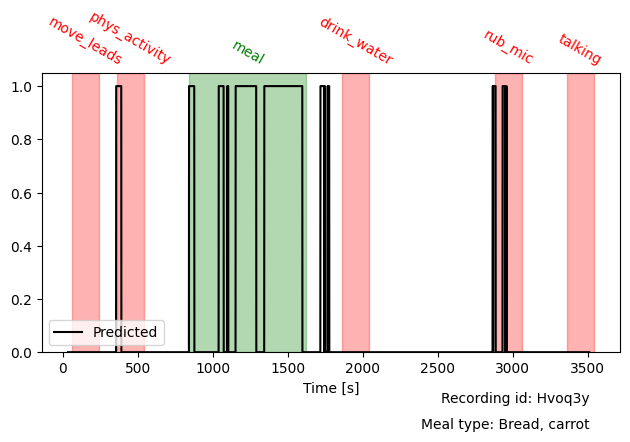 move_leads
phys_activity
meal
drink_water
rub_mic
talking
1.0
0.8
0.6
0.4
0.2
0.0
Predicted
0 500 1000 1500 2000 2500 3000 3500
Time [s]
Recording id: Hvoq3y
Meal type: Bread, carrot